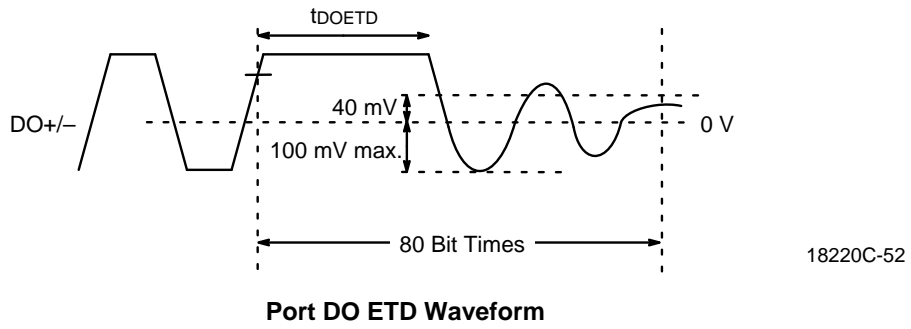 tDOETD
40 mV
DO+/–
0 V
100 mV max.
80 Bit Times
18220C-52
Port DO ETD Waveform